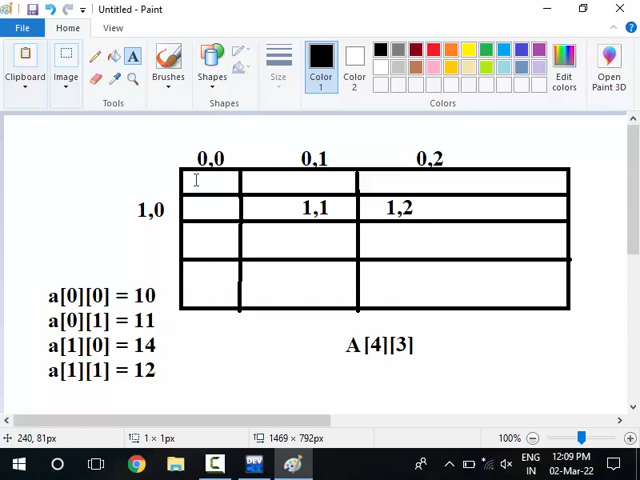 Untitled - Paint
File Home View
Clipboard Image Tools Brushes Shapes Shapes Size Color 1 Color 2 Colors Edit colors Open Paint 3D
0,0 0,1 0,2
1,0 1,1 1,2
a[0][0] = 10
a[0][1] = 11
a[1][0] = 14
a[1][1] = 12
A[4][3]
240, 81px 1 × 1px 1469 × 792px 100%
ENG 12:09 PM
IN 02-Mar-22